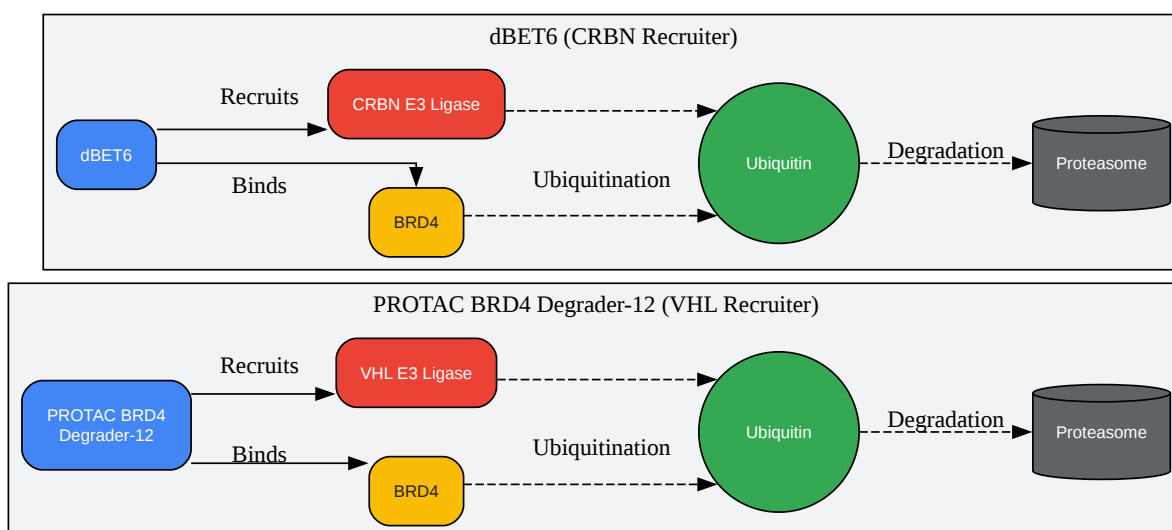 dBET6 (CRBN Recruiter)
Recruits
CRBN E3 Ligase
dBET6
Binds
BRD4
Ubiquitination
Ubiquitin
Degradation
Proteasome
PROTAC BRD4 Degrader-12 (VHL Recruiter)
Recruits
VHL E3 Ligase
PROTAC BRD4
Degrader-12
Binds
BRD4
Ubiquitination
Ubiquitin
Degradation
Proteasome